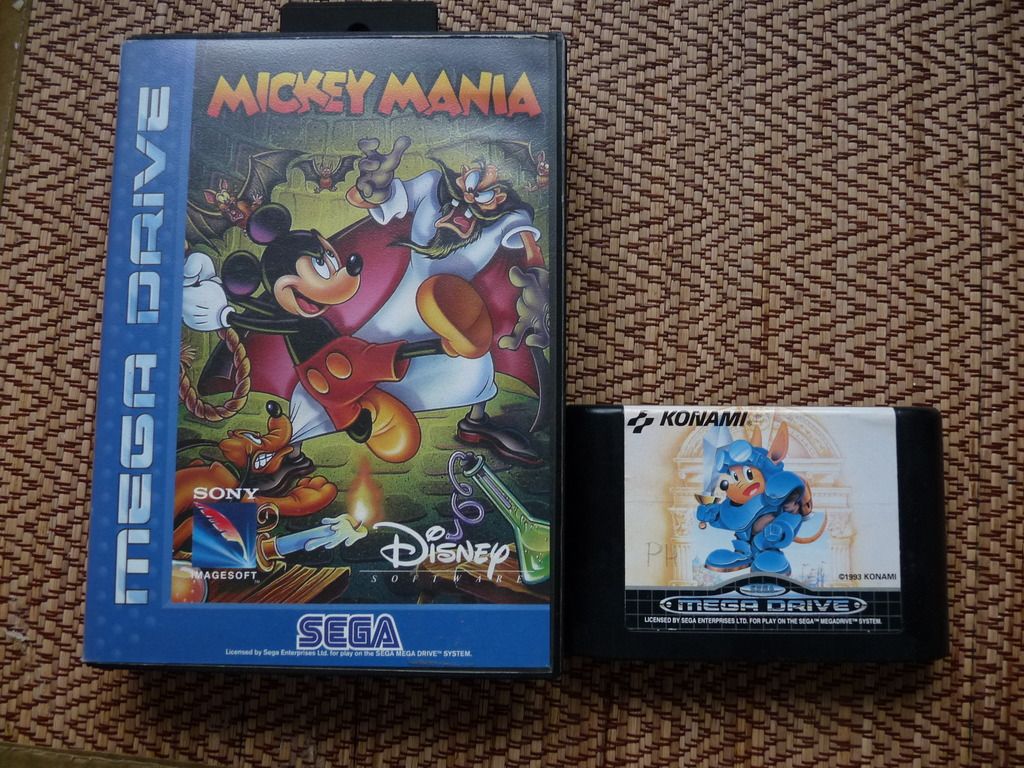 MICKEY MANIA
MEGA DRIVE
SONY
IMAGESOFT
Disney
SOFTWARE
SEGA
Licensed by Sega Enterprises Ltd. for play on the SEGA MEGA DRIVE™ SYSTEM.
KONAMI
PH
©1993 KONAMI
SEGA
MEGA DRIVE
LICENSED BY SEGA ENTERPRISES LTD. FOR PLAY ON THE SEGA™ MEGADRIVE™ SYSTEM.